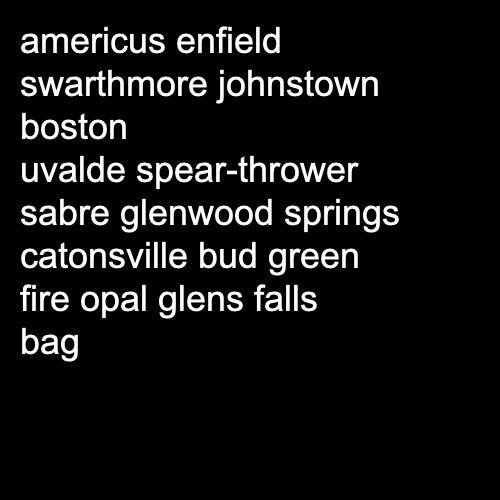 americus enfield
swarthmore johnstown
boston
uvalde spear-thrower
sabre glenwood springs
catonsville bud green
fire opal glens falls
bag